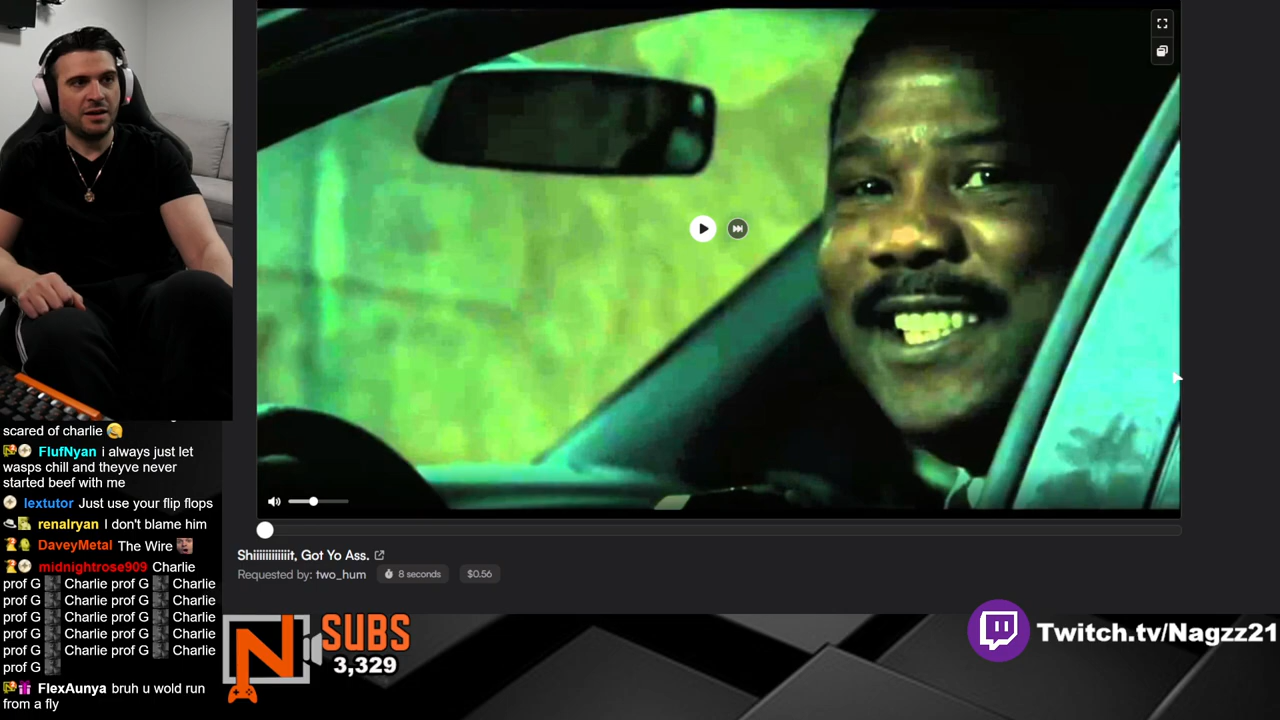 scared of charlie
FlufNyan i always just let
wasps chill and theyve never
started beef with me
lextutor Just use your flip flops
renalryan I don't blame him
DaveyMetal The Wire
midnightrose909 Charlie
prof G Charlie prof G Charlie
prof G Charlie prof G Charlie
prof G Charlie prof G Charlie
prof G Charlie prof G Charlie
prof G Charlie prof G Charlie
prof G
FlexAunya bruh u wold run
from a fly
Shiiiiiiiiiiiiit, Got Yo Ass.
Requested by: two_hum 8 seconds $0.56
N SUBS
3,329
Twitch.tv/Nagzz21